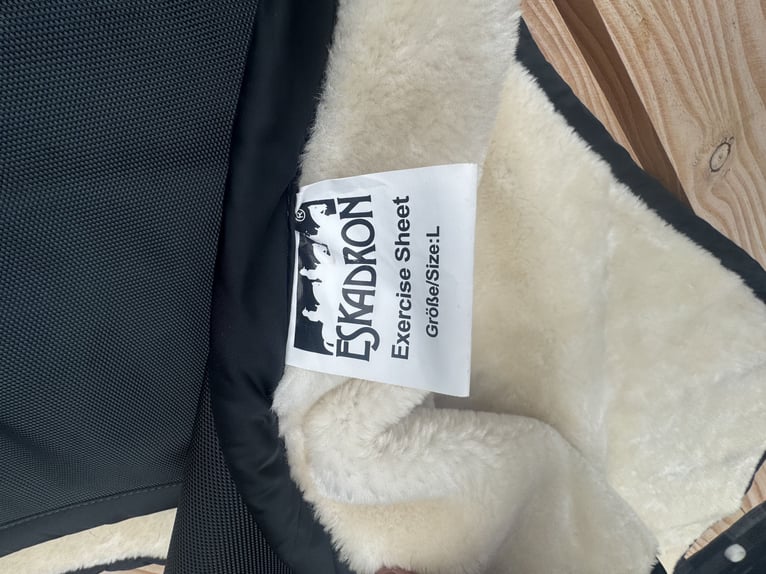 ®
ESKADRON
Exercise Sheet
Größe/Size:L